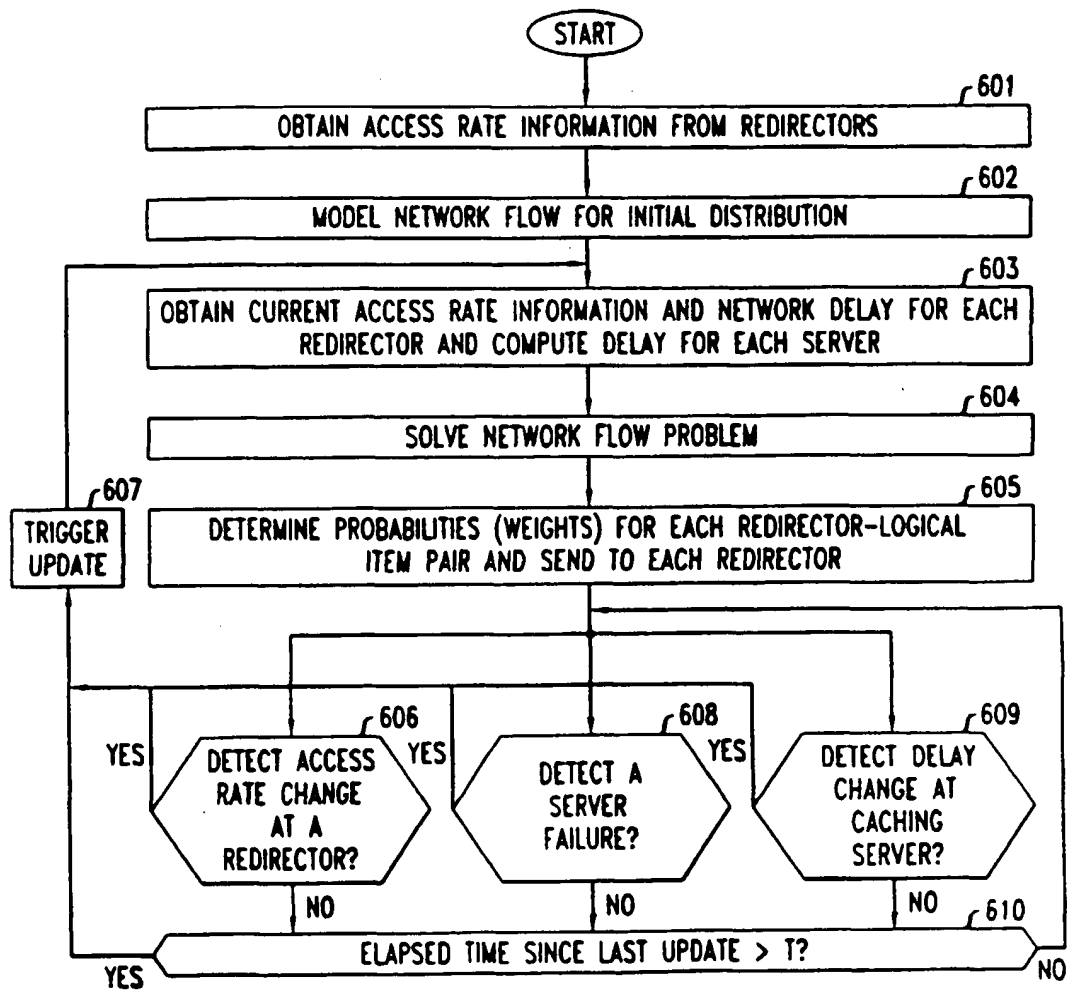 START
601
OBTAIN ACCESS RATE INFORMATION FROM REDIRECTORS
602
MODEL NETWORK FLOW FOR INITIAL DISTRIBUTION
603
OBTAIN CURRENT ACCESS RATE INFORMATION AND NETWORK DELAY FOR EACH
REDIRECTOR AND COMPUTE DELAY FOR EACH SERVER
604
SOLVE NETWORK FLOW PROBLEM
607
TRIGGER
UPDATE
605
DETERMINE PROBABILITIES (WEIGHTS) FOR EACH REDIRECTOR-LOGICAL
ITEM PAIR AND SEND TO EACH REDIRECTOR
606
YES
DETECT ACCESS
RATE CHANGE
AT A
REDIRECTOR?
NO
608
YES
DETECT A
SERVER
FAILURE?
NO
609
YES
DETECT DELAY
CHANGE AT
CACHING
SERVER?
NO
610
ELAPSED TIME SINCE LAST UPDATE > T?
YES
NO